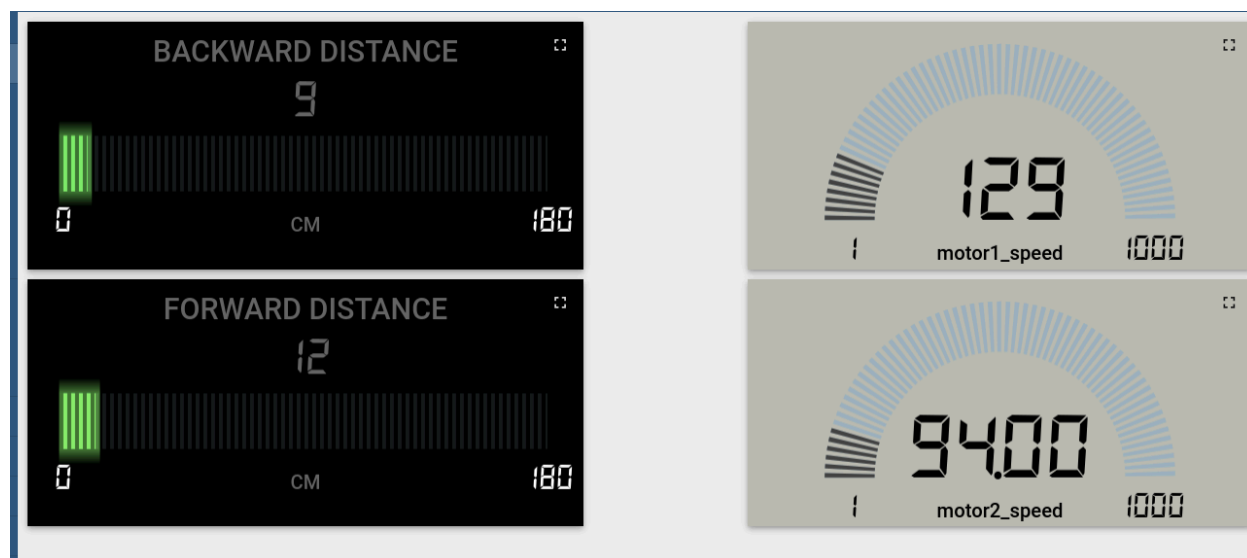 BACKWARD DISTANCE
9
0 CM 180
129
1 motor1_speed 1000
FORWARD DISTANCE
12
0 CM 180
94.00
1 motor2_speed 1000